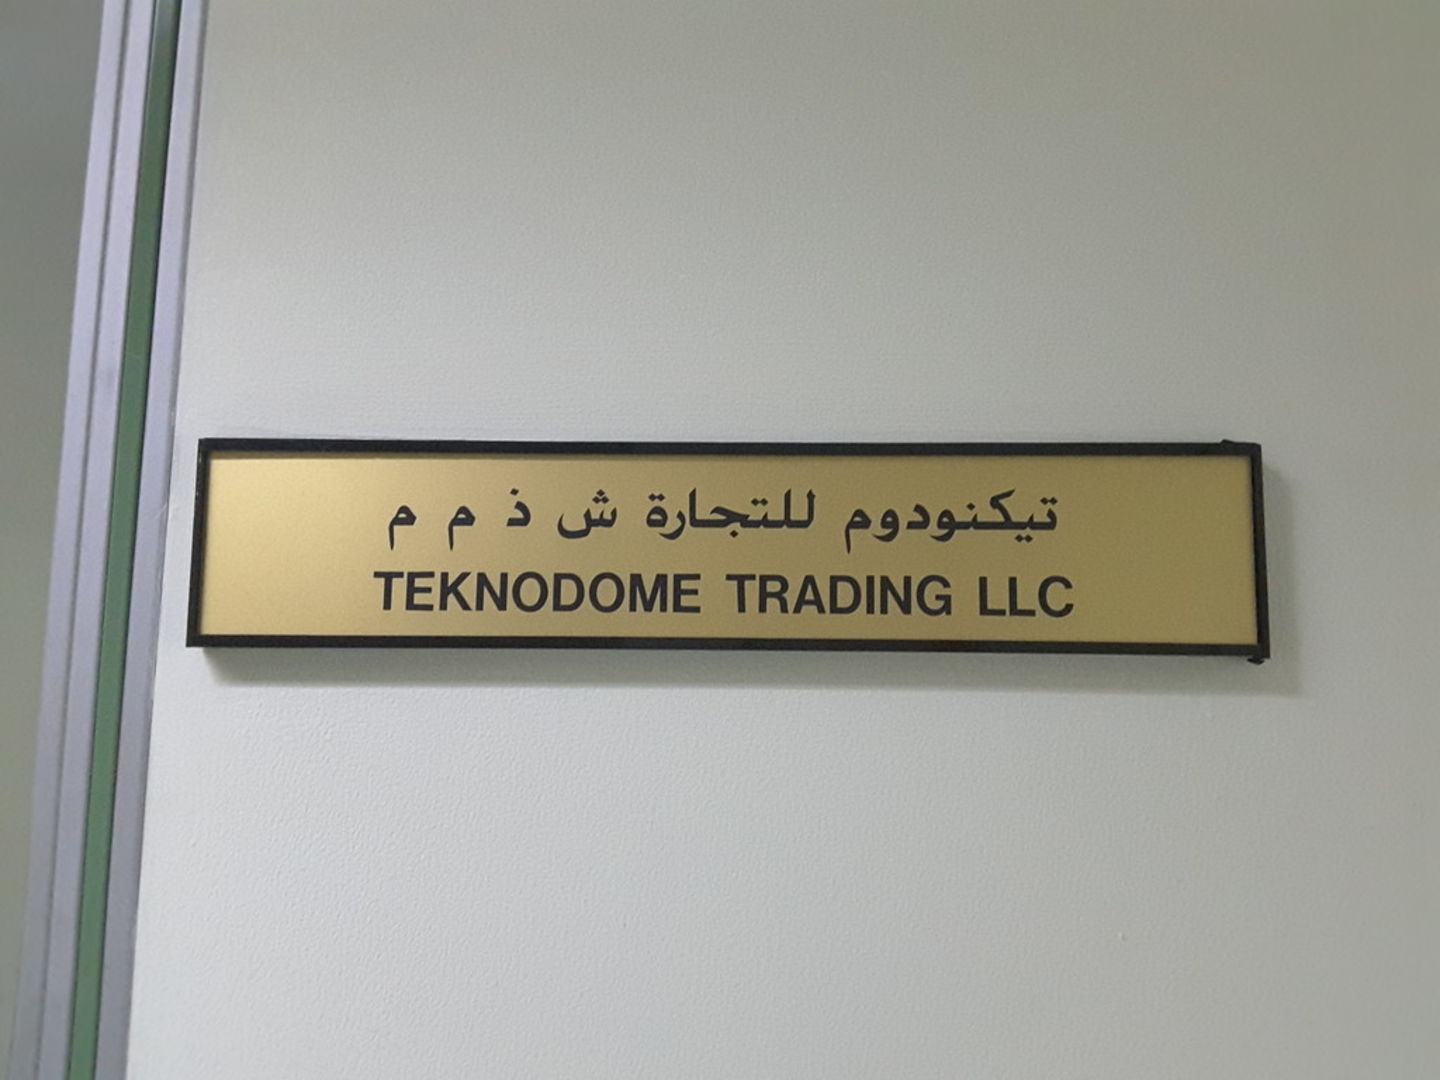 تيكنودوم للتجارة ش ذ م م
TEKNODOME TRADING LLC